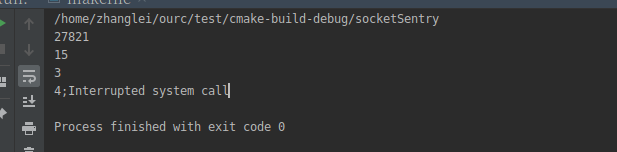 makefile
/home/zhanglei/ourc/test/cmake-build-debug/socketSentry
27821
15
3
4;Interrupted system call
Process finished with exit code 0